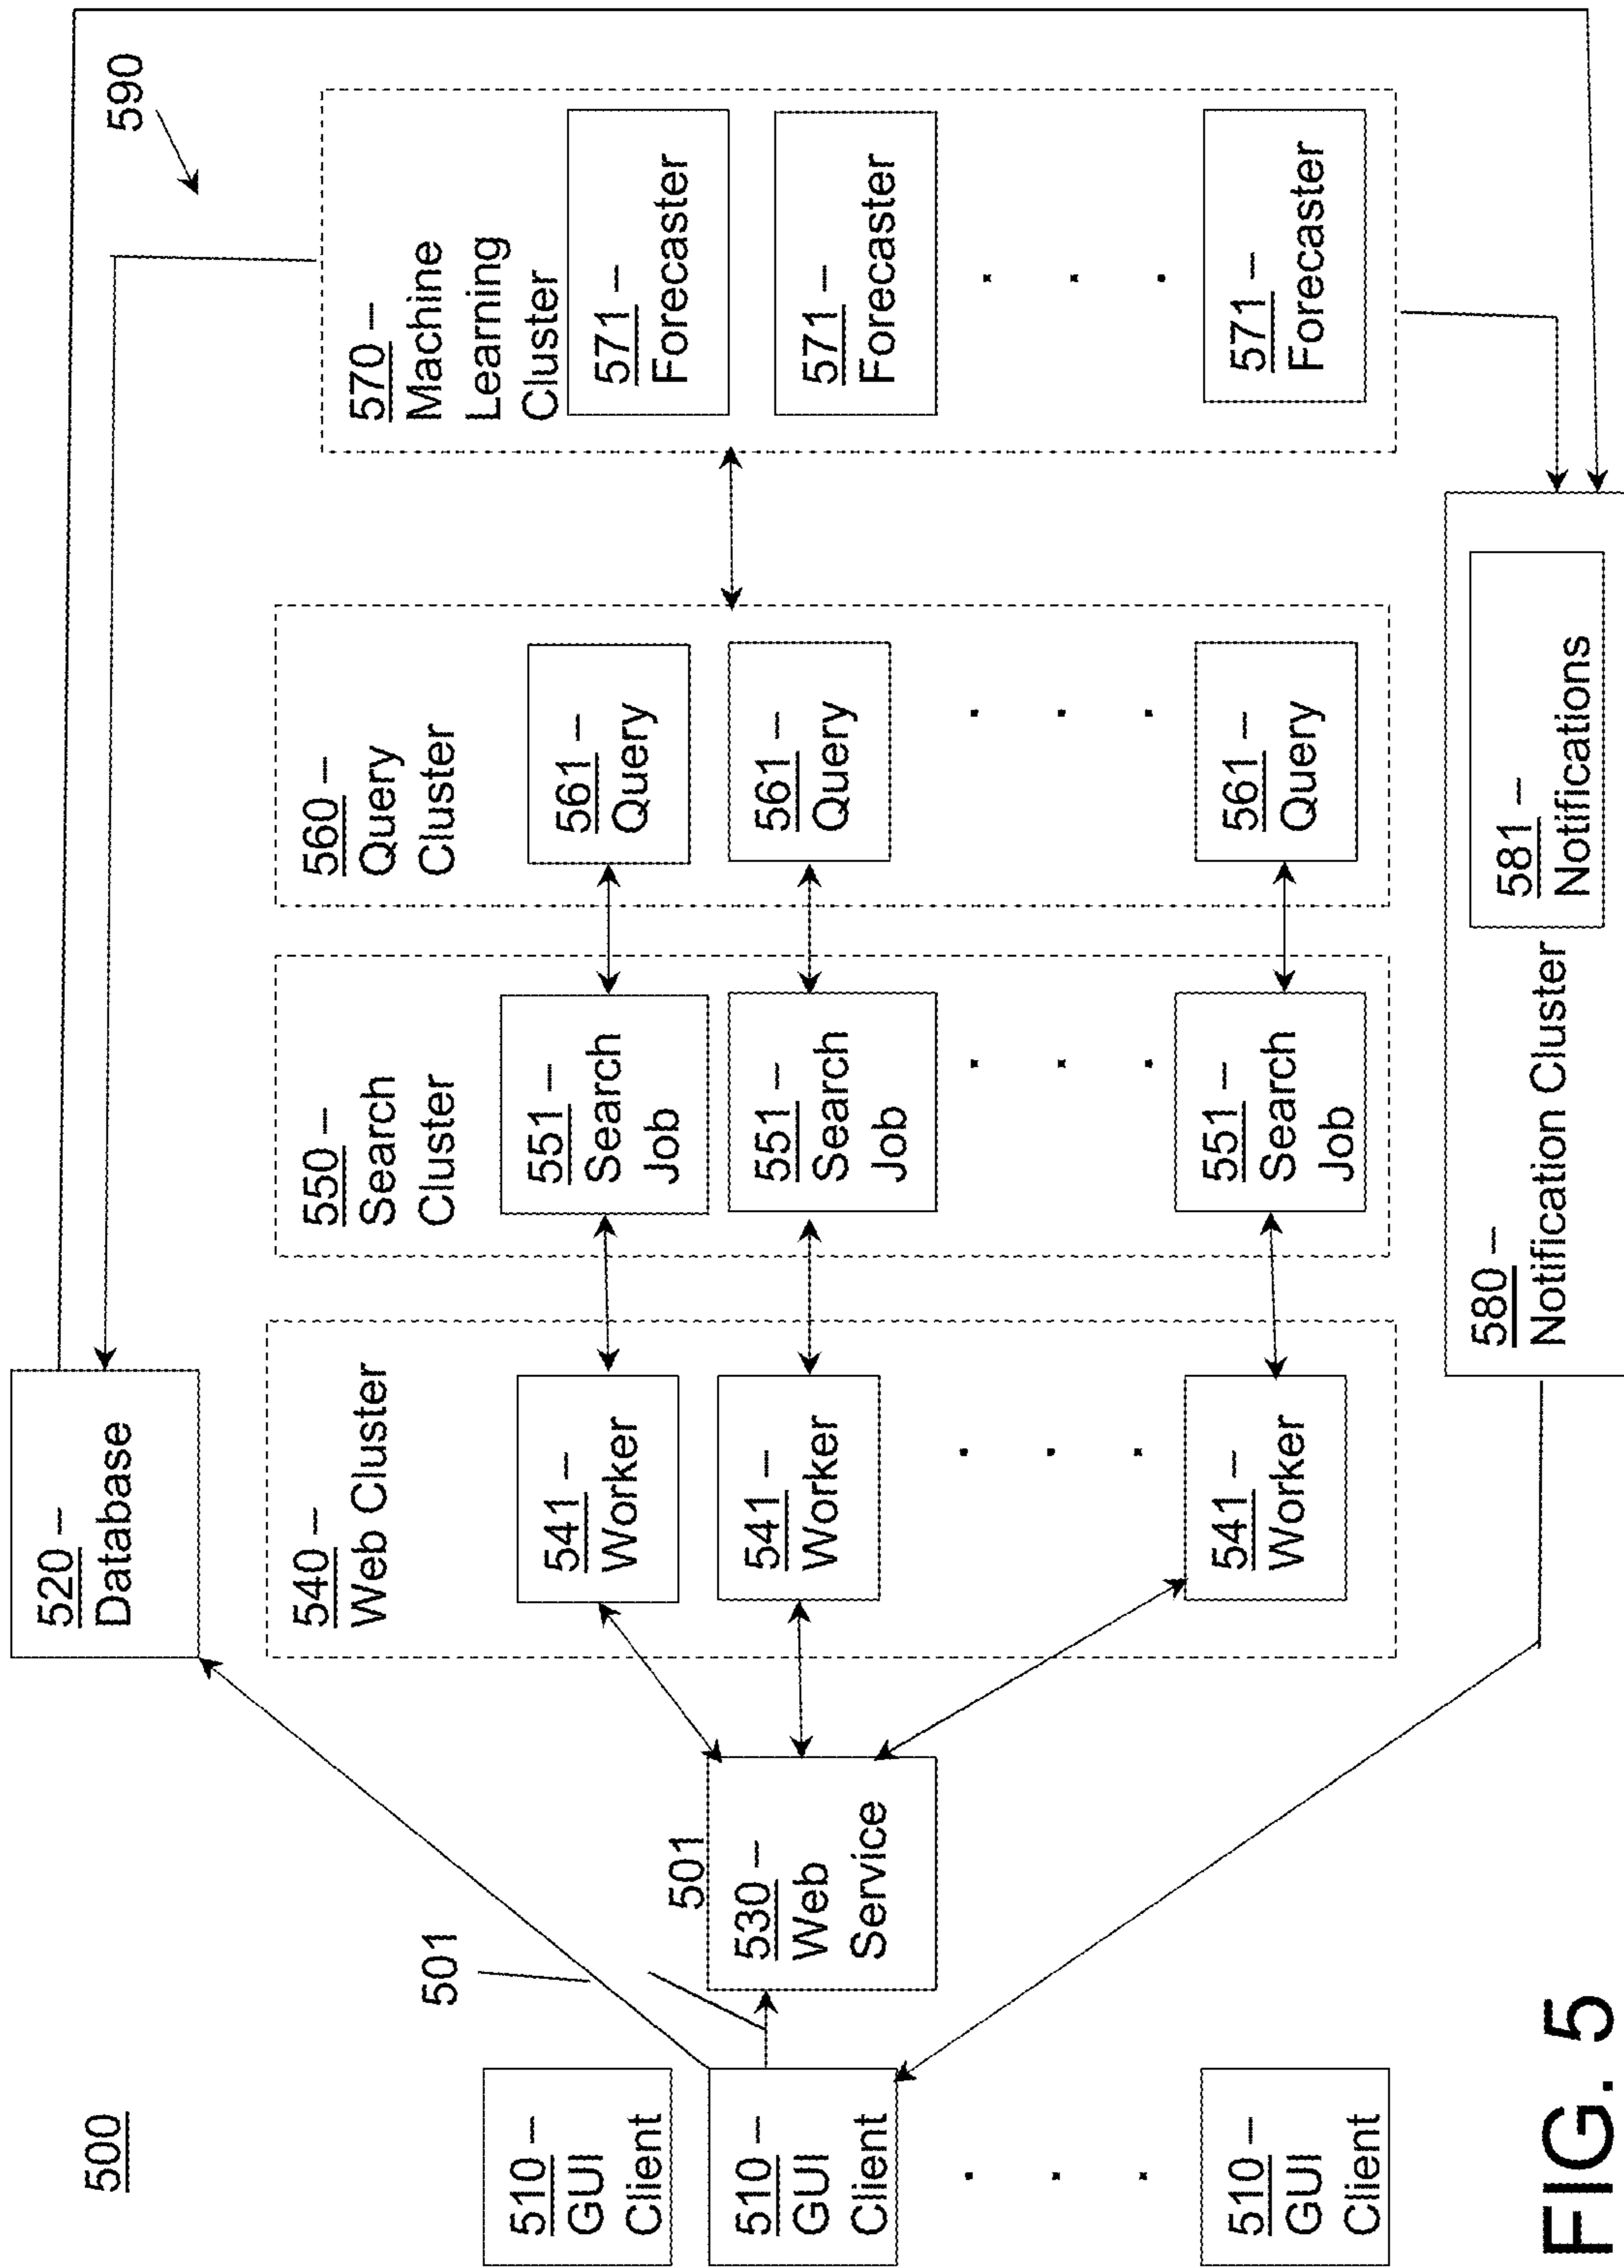 500
590
520 –
Database
501
501
510 –
GUI
Client
510 –
GUI
Client
. . .
510 –
GUI
Client
530 –
Web
Service
540 –
Web Cluster
541 –
Worker
541 –
Worker
. . .
541 –
Worker
550 –
Search
Cluster
551 –
Search
Job
551 –
Search
Job
. . .
551 –
Search
Job
560 –
Query
Cluster
561 –
Query
561 –
Query
. . .
561 –
Query
570 –
Machine
Learning
Cluster
571 –
Forecaster
571 –
Forecaster
. . .
571 –
Forecaster
580 –
Notification Cluster
581 –
Notifications
FIG. 5